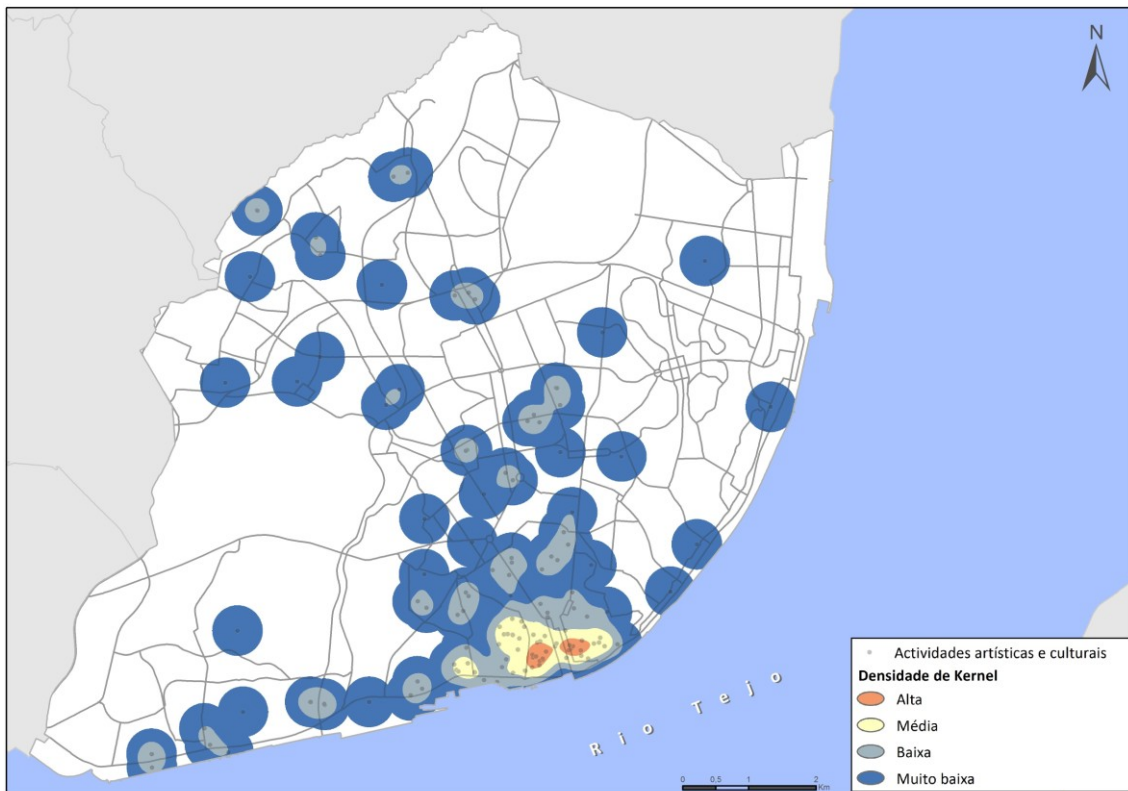 N
Actividades artísticas e culturais
Densidade de Kernel
Alta
Média
Baixa
Muito baixa
Rio Tejo
0 0,5 1 2
Km